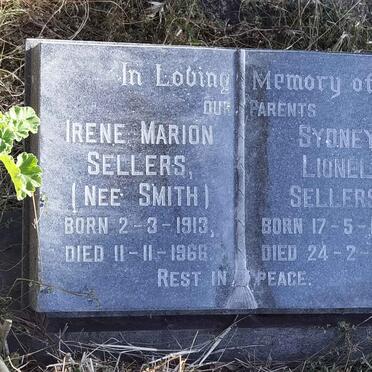 In Loving Memory of
OUR PARENTS
IRENE MARION
SELLERS,
(NEE SMITH)
BORN 2-3-1913,
DIED 11-11-1966
SYDNEY
LIONEL
SELLERS
BORN 17-5-
DIED 24-2-
REST IN PEACE.